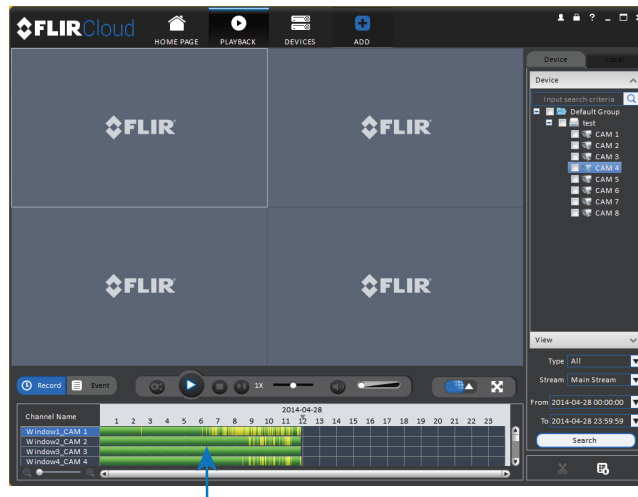 FLIR Cloud
HOME PAGE
PLAYBACK
DEVICES
ADD
Device
Local
Device
Input search criteria
Default Group
test
CAM 1
CAM 2
CAM 3
CAM 4
CAM 5
CAM 6
CAM 7
CAM 8
FLIR
FLIR
FLIR
FLIR
View
Type All
Stream Main Stream
From 2014-04-28 00:00:00
To 2014-04-28 23:59:59
Search
Record
Event
1X
2014-04-28
Channel Name
1 2 3 4 5 6 7 8 9 10 11 12 13 14 15 16 17 18 19 20 21 22 23
Window1_CAM 1
Window2_CAM 2
Window3_CAM 3
Window4_CAM 4